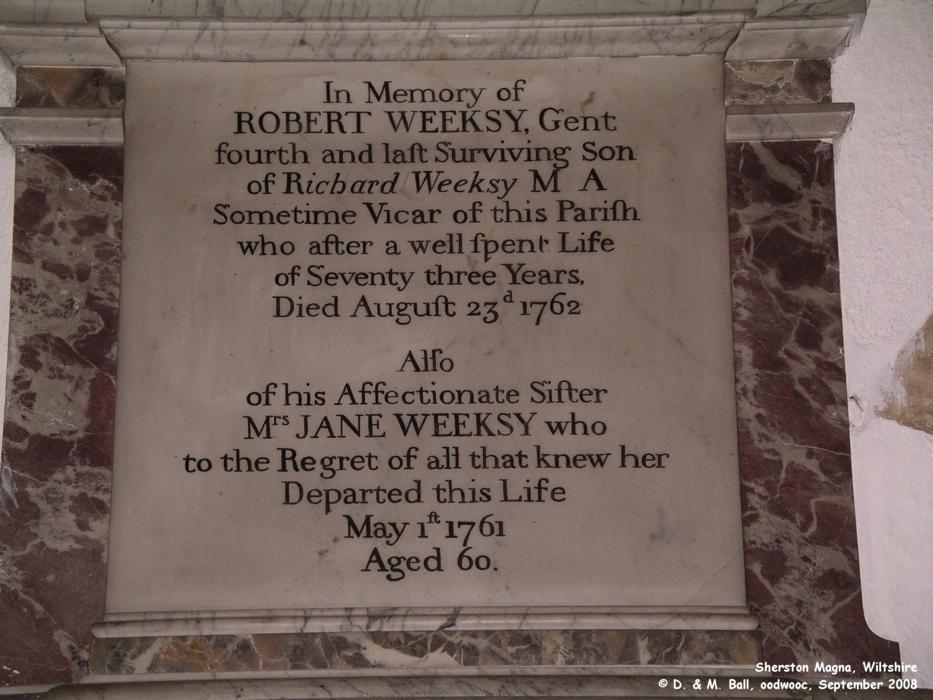 In Memory of
ROBERT WEEKSY, Gent
fourth and laſt Surviving Son
of Richard Weeksy M A
Sometime Vicar of this Pariſh
who after a well ſpent Life
of Seventy three Years,
Died Auguſt 23d 1762
Alſo
of his Affectionate Siſter
Mrs JANE WEEKSY who
to the Regret of all that knew her
Departed this Life
May 1ſt 1761
Aged 60.
Sherston Magna, Wiltshire
© D. & M. Ball, oodwooc, September 2008